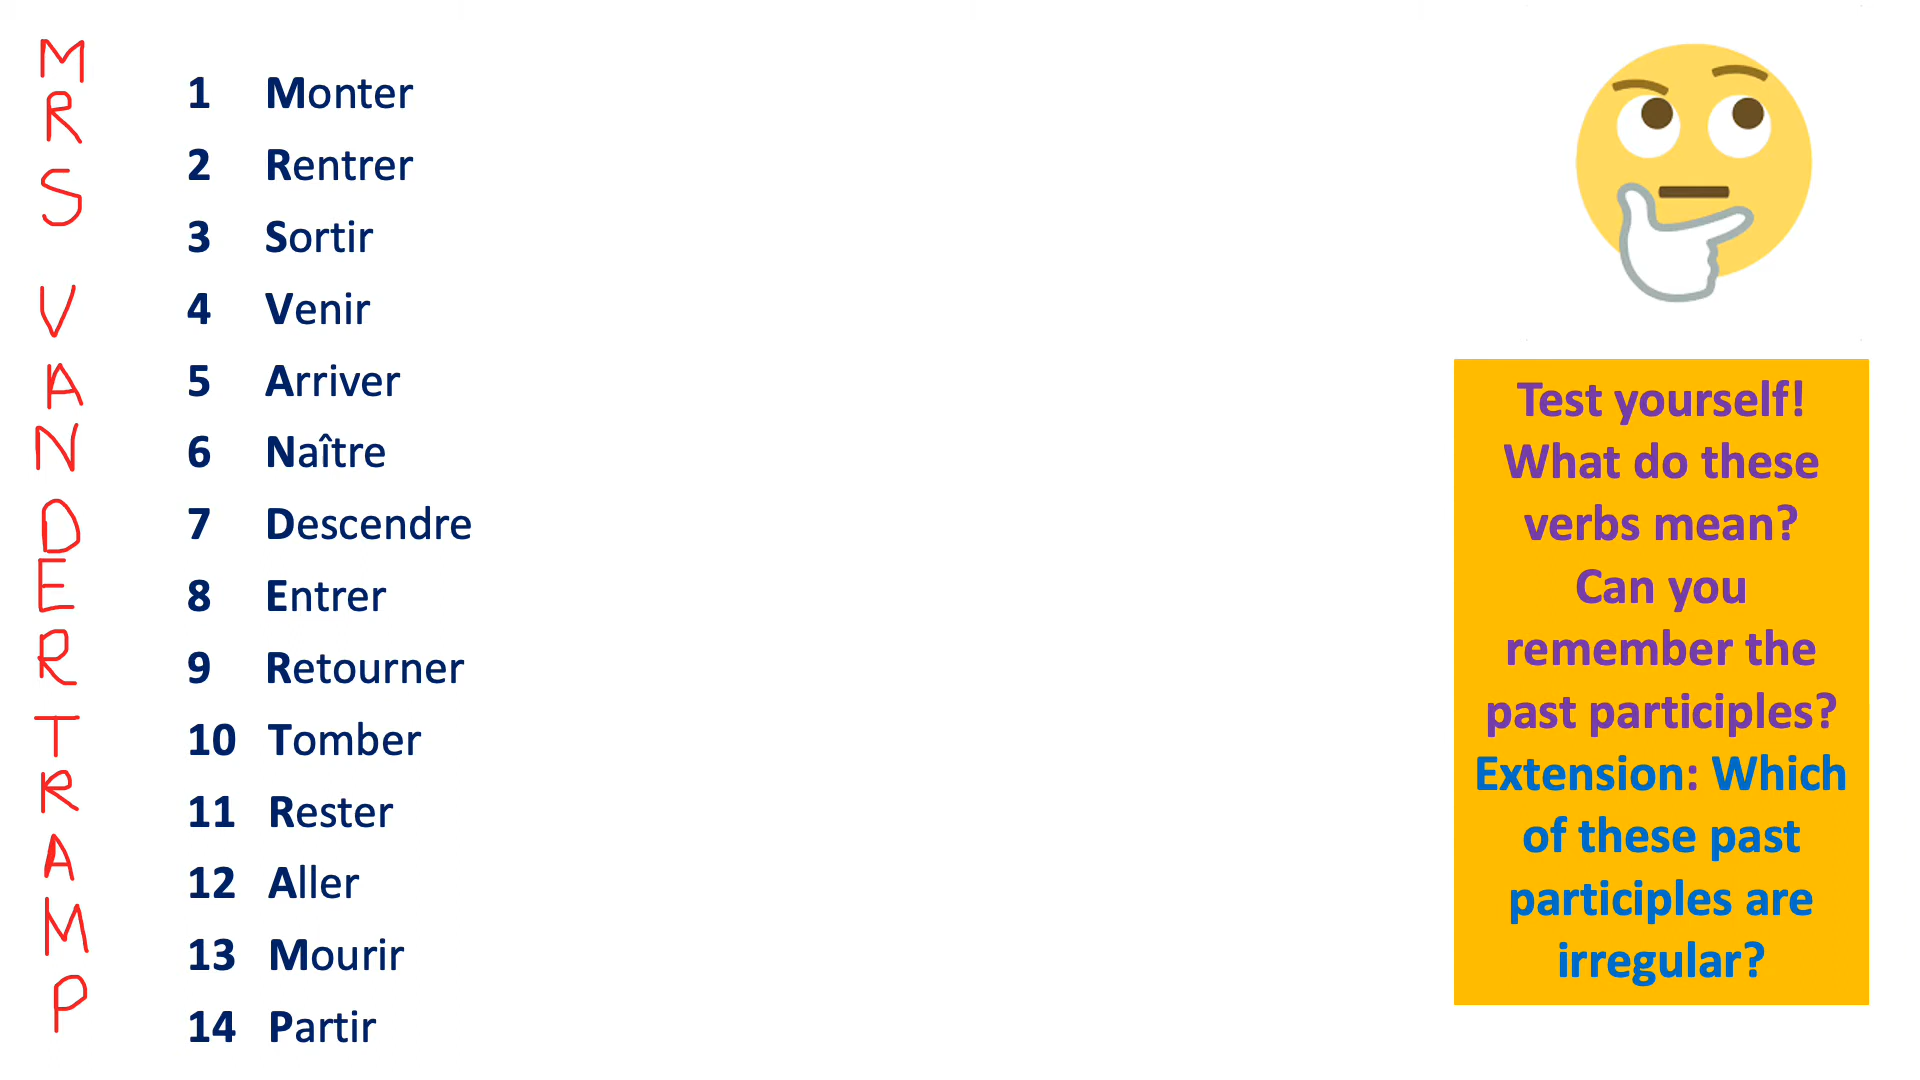 M
R
S
V
A
N
D
E
R
T
R
A
M
P
1 Monter
2 Rentrer
3 Sortir
4 Venir
5 Arriver
6 Naître
7 Descendre
8 Entrer
9 Retourner
10 Tomber
11 Rester
12 Aller
13 Mourir
14 Partir
Test yourself!
What do these
verbs mean?
Can you
remember the
past participles?
Extension: Which
of these past
participles are
irregular?